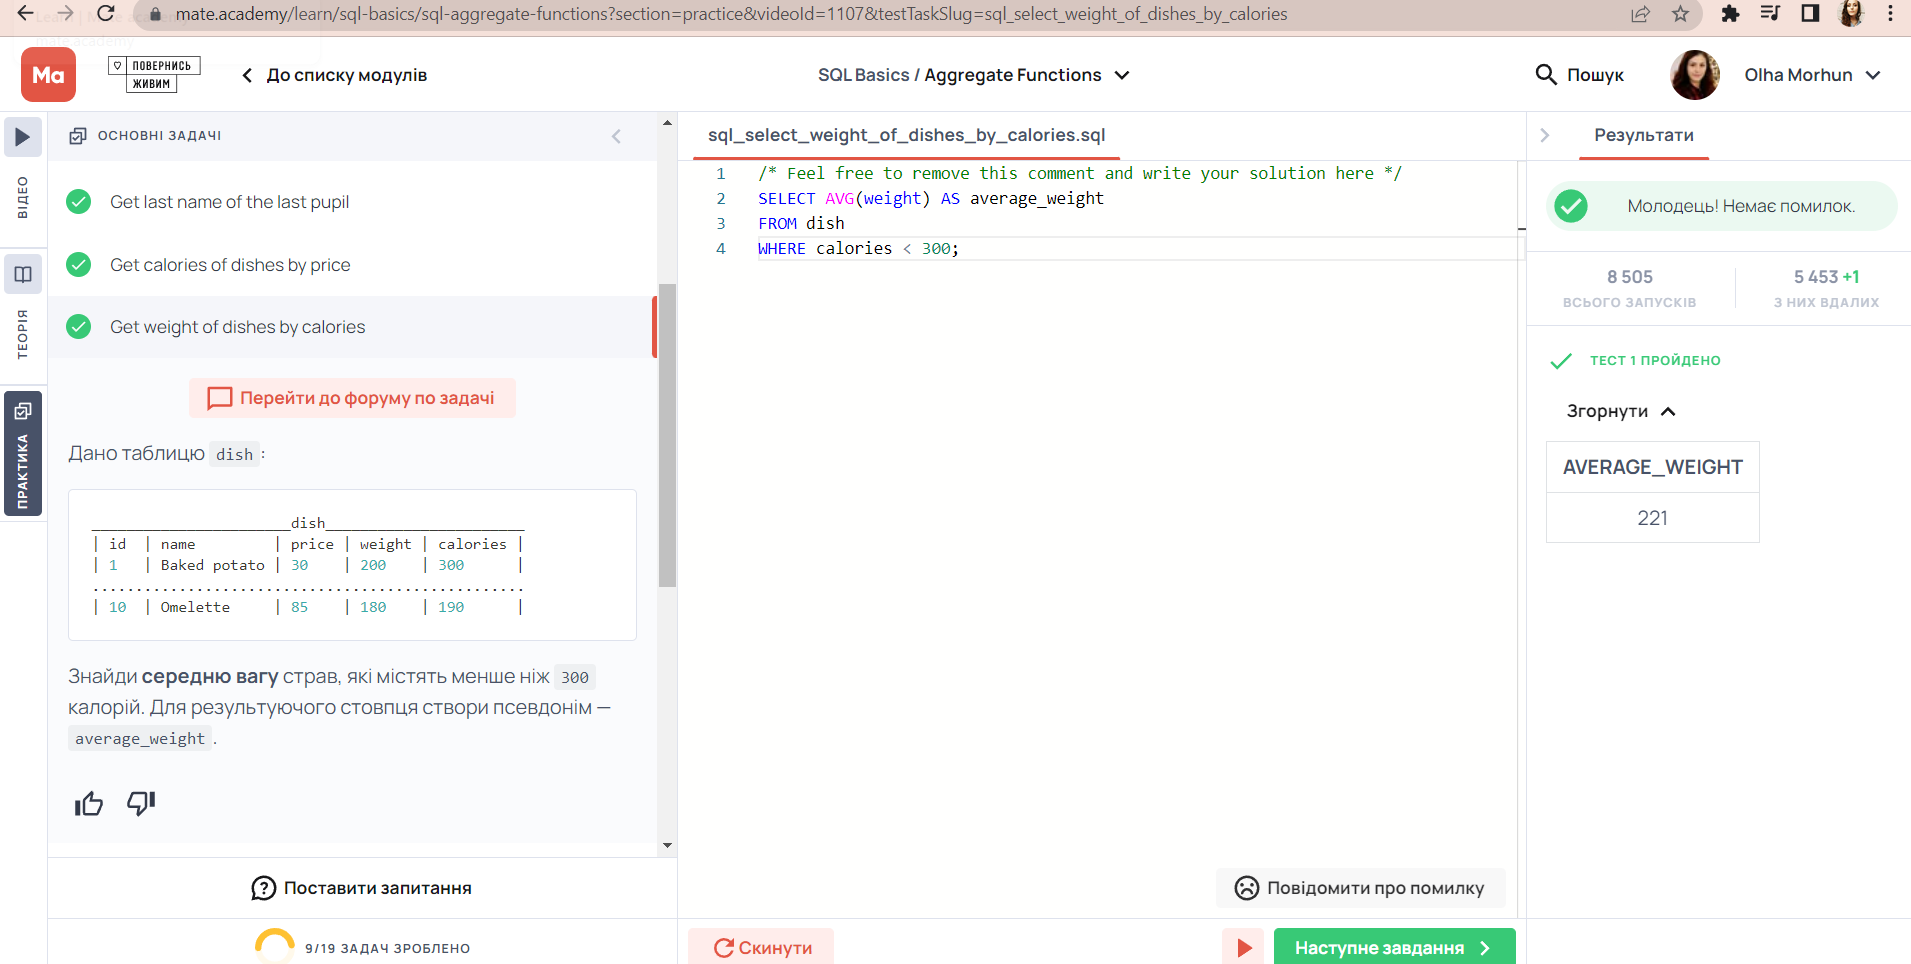 mate.academy/learn/sql-basics/sql-aggregate-functions?section=practice&videoId=1107&testTaskSlug=sql_select_weight_of_dishes_by_calories
Ma
ПОВЕРНИСЬ
ЖИВИМ
До списку модулів
SQL Basics / Aggregate Functions
Пошук
Olha Morhun
ВІДЕО
ТЕОРІЯ
ПРАКТИКА
ОСНОВНІ ЗАДАЧІ
Get last name of the last pupil
Get calories of dishes by price
Get weight of dishes by calories
Перейти до форуму по задачі
Дано таблицю dish:
_______________________dish_______________________
| id | name | price | weight | calories |
| 1 | Baked potato | 30 | 200 | 300 |
..................................................
| 10 | Omelette | 85 | 180 | 190 |
Знайди середню вагу страв, які містять менше ніж 300
калорій. Для результуючого стовпця створи псевдонім —
average_weight.
Поставити запитання
9/19 ЗАДАЧ ЗРОБЛЕНО
sql_select_weight_of_dishes_by_calories.sql
1 /* Feel free to remove this comment and write your solution here */
2 SELECT AVG(weight) AS average_weight
3 FROM dish
4 WHERE calories < 300;
Повідомити про помилку
Скинути
Наступне завдання
Результати
Молодець! Немає помилок.
8 505
ВСЬОГО ЗАПУСКІВ
5 453 +1
З НИХ ВДАЛИХ
ТЕСТ 1 ПРОЙДЕНО
Згорнути
AVERAGE_WEIGHT
221